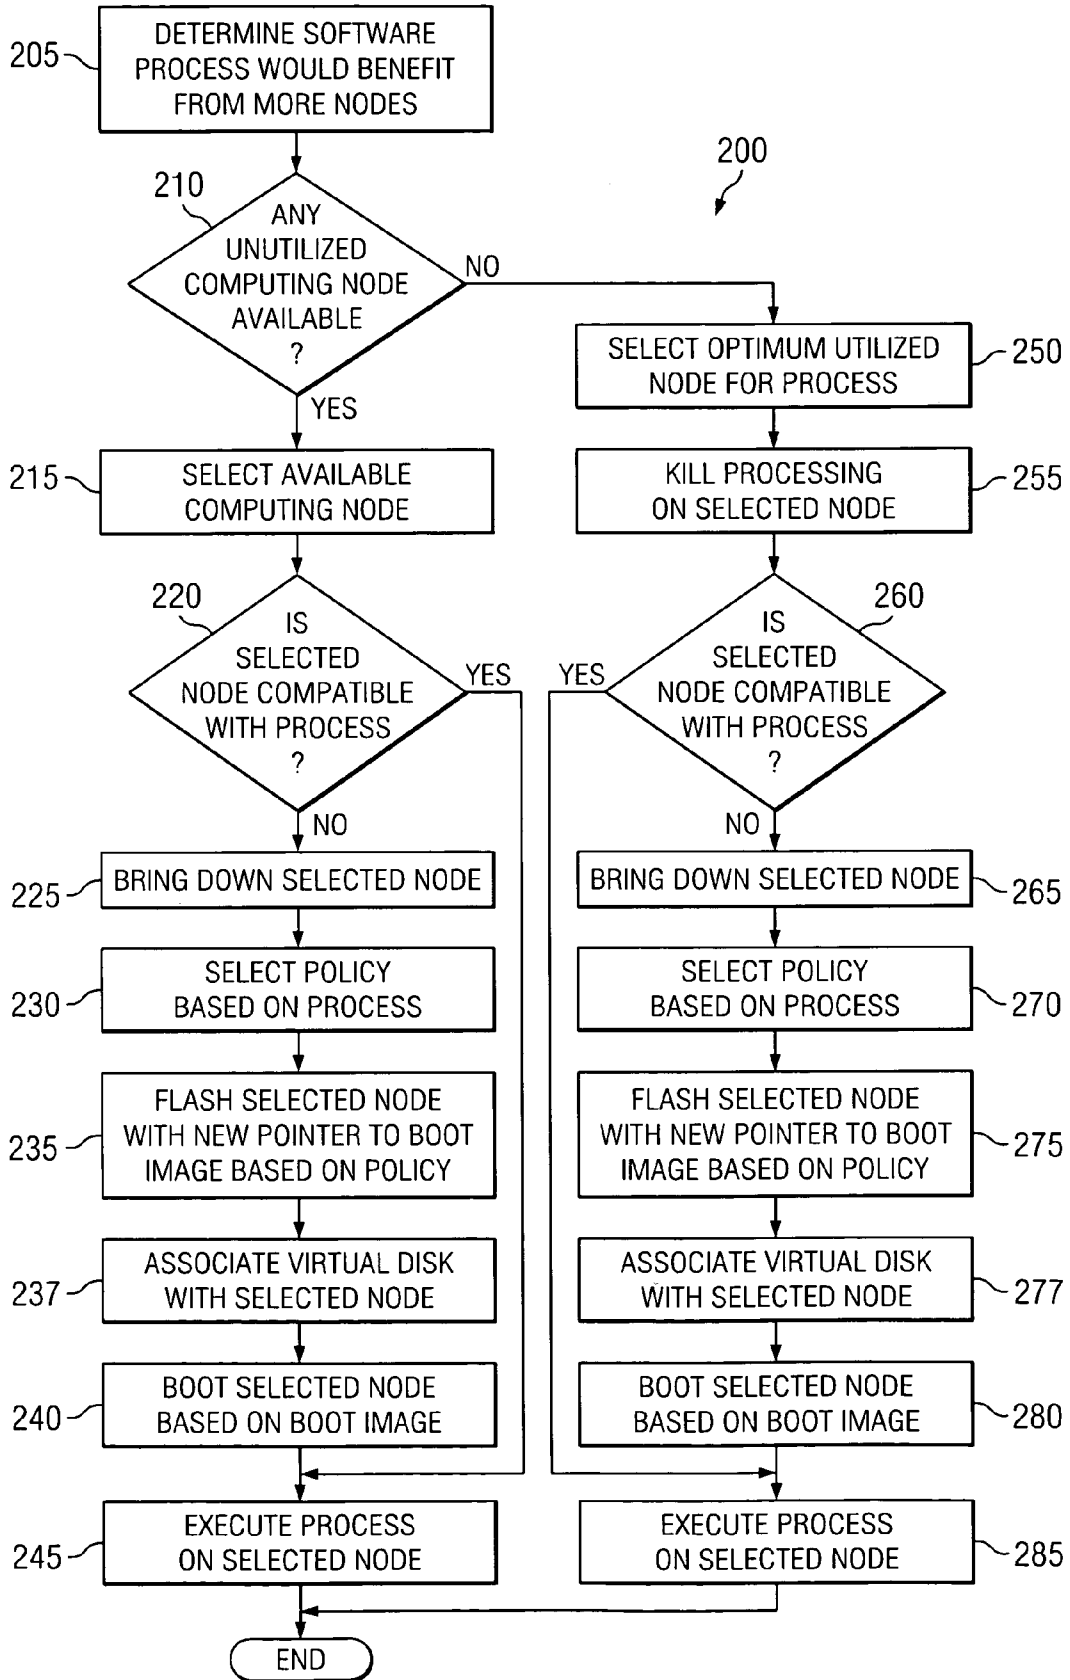 205
DETERMINE SOFTWARE
PROCESS WOULD BENEFIT
FROM MORE NODES
200
210
ANY
UNUTILIZED
COMPUTING NODE
AVAILABLE
?
NO
YES
SELECT OPTIMUM UTILIZED
NODE FOR PROCESS
250
215
SELECT AVAILABLE
COMPUTING NODE
KILL PROCESSING
ON SELECTED NODE
255
220
IS
SELECTED
NODE COMPATIBLE
WITH PROCESS
?
YES
NO
260
IS
SELECTED
NODE COMPATIBLE
WITH PROCESS
?
YES
NO
225
BRING DOWN SELECTED NODE
BRING DOWN SELECTED NODE
265
230
SELECT POLICY
BASED ON PROCESS
SELECT POLICY
BASED ON PROCESS
270
235
FLASH SELECTED NODE
WITH NEW POINTER TO BOOT
IMAGE BASED ON POLICY
FLASH SELECTED NODE
WITH NEW POINTER TO BOOT
IMAGE BASED ON POLICY
275
237
ASSOCIATE VIRTUAL DISK
WITH SELECTED NODE
ASSOCIATE VIRTUAL DISK
WITH SELECTED NODE
277
240
BOOT SELECTED NODE
BASED ON BOOT IMAGE
BOOT SELECTED NODE
BASED ON BOOT IMAGE
280
245
EXECUTE PROCESS
ON SELECTED NODE
EXECUTE PROCESS
ON SELECTED NODE
285
END